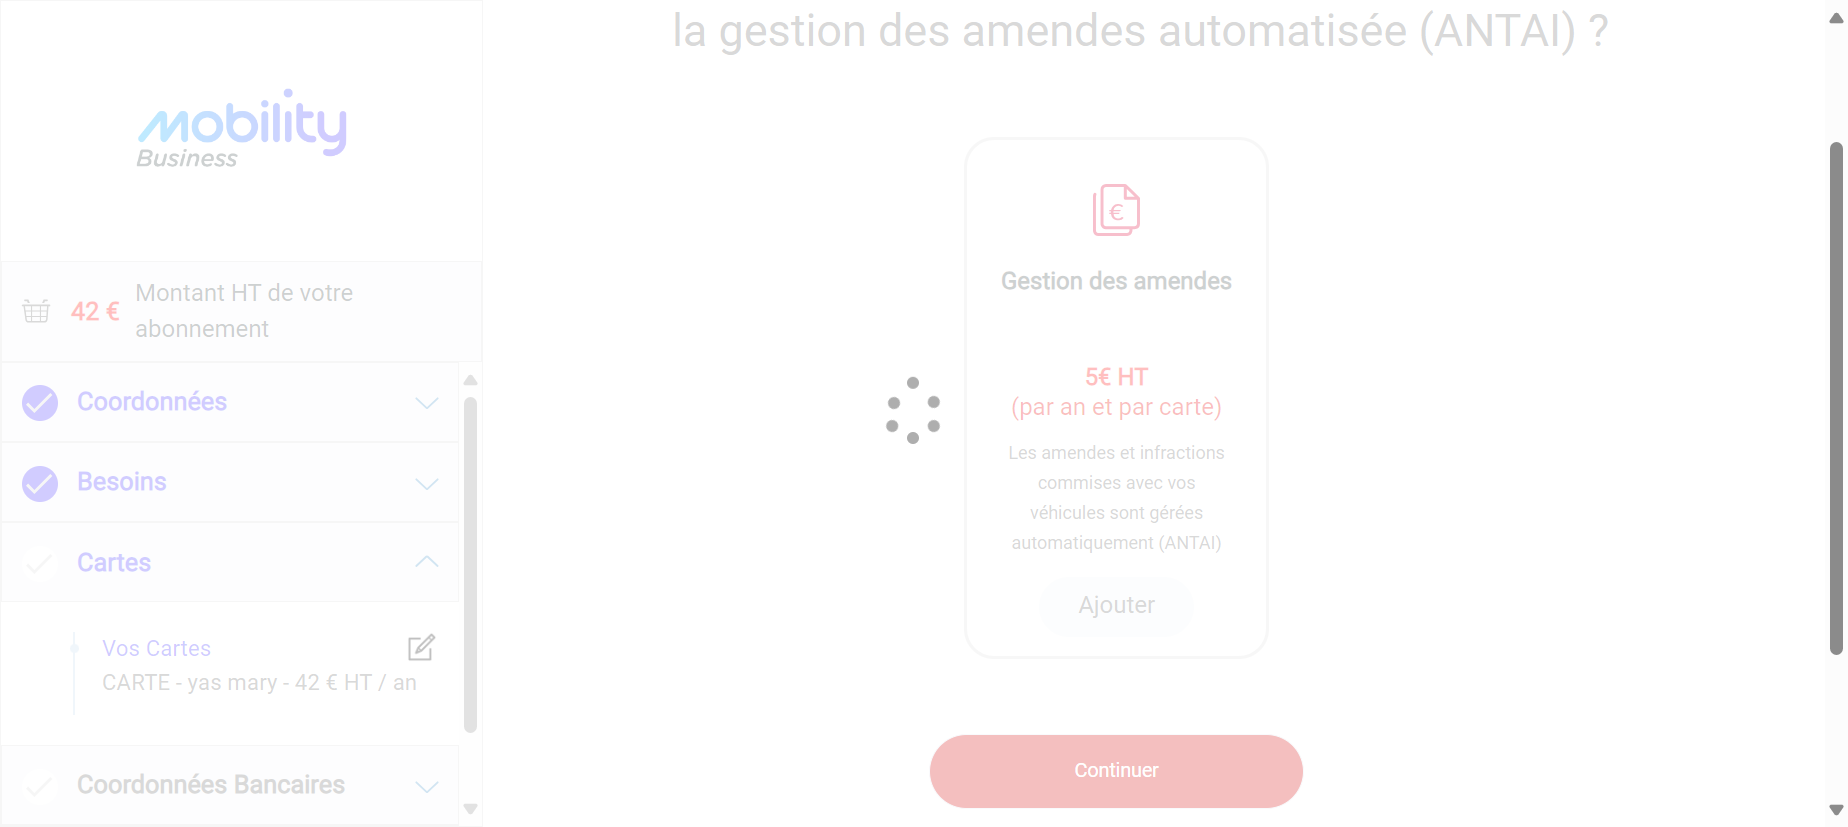 la gestion des amendes automatisée (ANTAI) ?
mobility
Business
42 €
Montant HT de votre
abonnement
Coordonnées
Besoins
Cartes
Vos Cartes
CARTE - yas mary - 42 € HT / an
Coordonnées Bancaires
€
Gestion des amendes
5€ HT
(par an et par carte)
Les amendes et infractions
commises avec vos
véhicules sont gérées
automatiquement (ANTAI)
Ajouter
Continuer